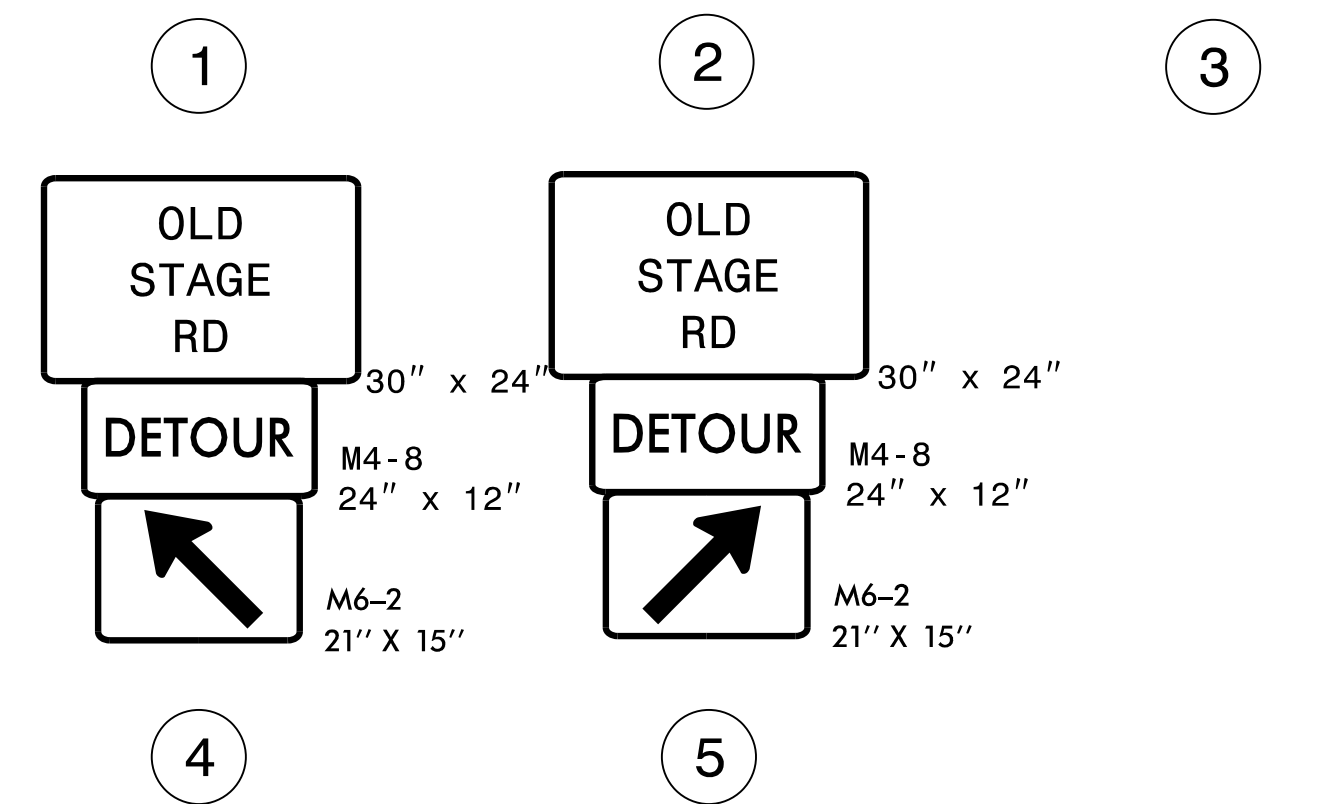 1
2
3
OLD
STAGE
RD
30" x 24"
DETOUR
M4-8
24" x 12"
M6–2
21" X 15"
OLD
STAGE
RD
30" x 24"
DETOUR
M4-8
24" x 12"
M6–2
21" X 15"
4
5